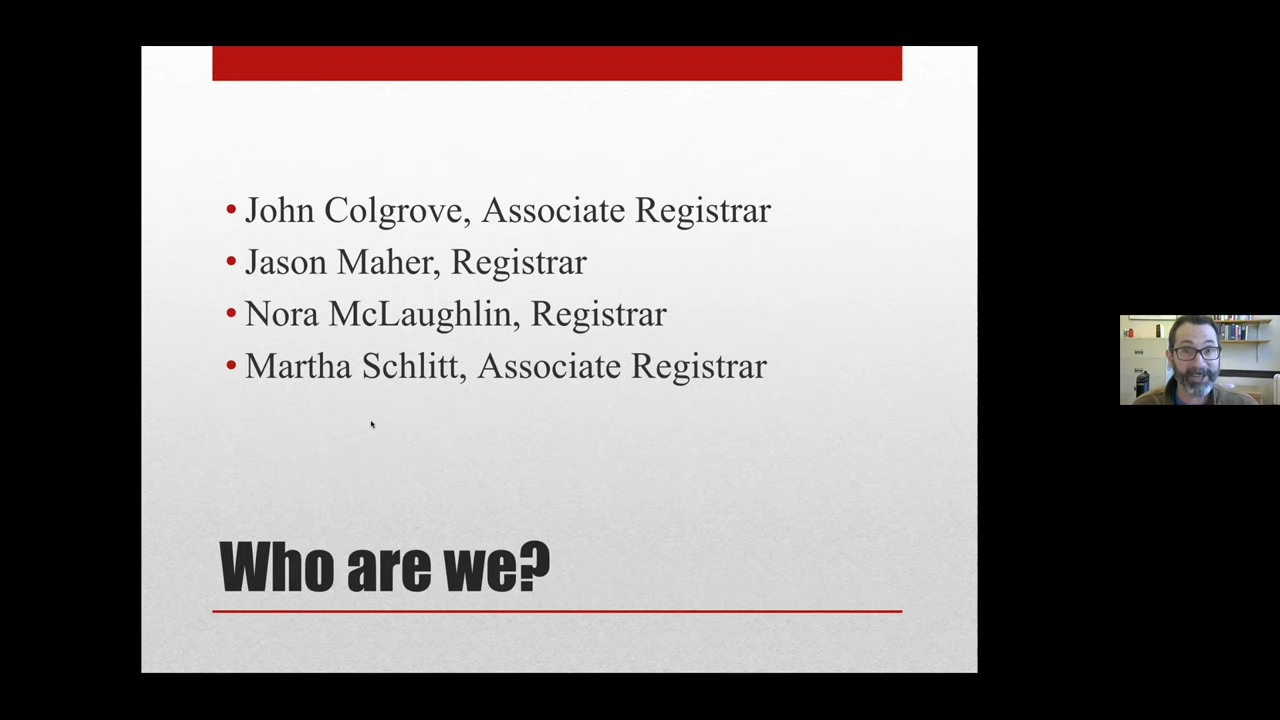 • John Colgrove, Associate Registrar
• Jason Maher, Registrar
• Nora McLaughlin, Registrar
• Martha Schlitt, Associate Registrar
Who are we?